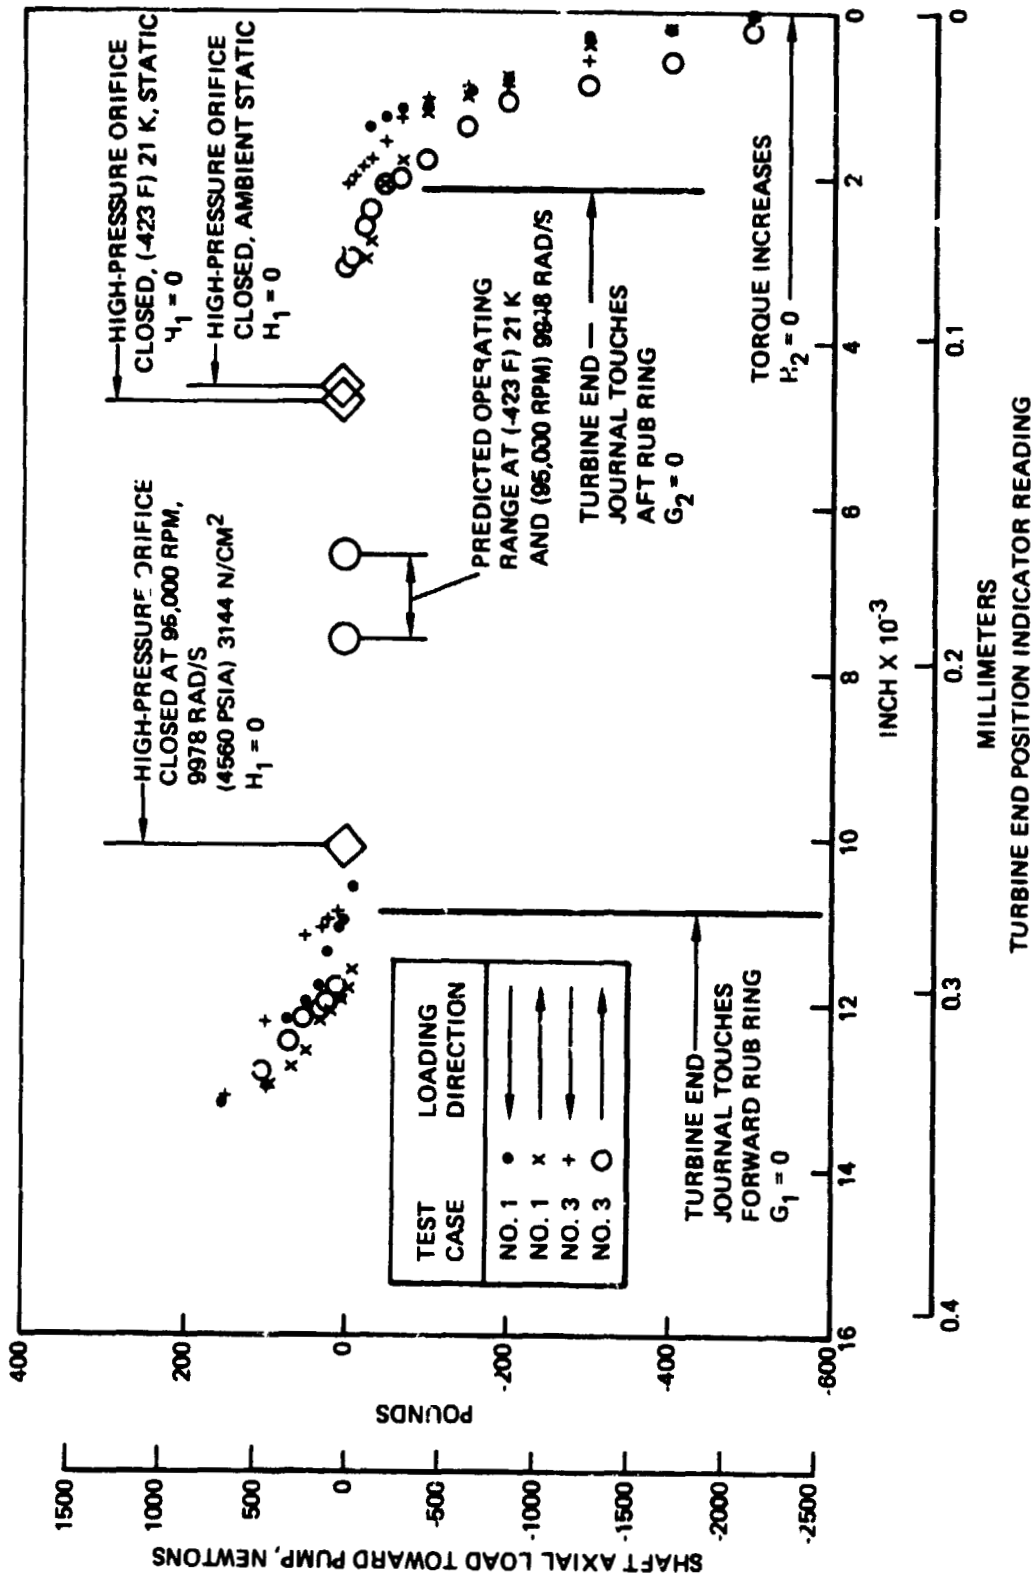 HIGH-PRESSURE ORIFICE
CLOSED, (-423 F) 21 K, STATIC
H1 = 0
HIGH-PRESSURE ORIFICE
CLOSED, AMBIENT STATIC
H1 = 0
HIGH-PRESSURE ORIFICE
CLOSED AT 95,000 RPM,
9978 RAD/S
(4560 PSIA) 3144 N/CM2
H1 = 0
PREDICTED OPERATING
RANGE AT (-423 F) 21 K
AND (95,000 RPM) 9948 RAD/S
TURBINE END
JOURNAL TOUCHES
AFT RUB RING
G2 = 0
TORQUE INCREASES
H2 = 0
TURBINE END
JOURNAL TOUCHES
FORWARD RUB RING
G1 = 0
TEST LOADING
CASE DIRECTION
NO. 1 •
NO. 1 x
NO. 3 +
NO. 3 O
400
200
0
-200
-400
-600
POUNDS
1500
1000
500
0
-500
-1000
-1500
-2000
-2500
SHAFT AXIAL LOAD TOWARD PUMP, NEWTONS
16 14 12 10 8 6 4 2 0
INCH X 10-3
0.4 0.3 0.2 0.1 0
MILLIMETERS
TURBINE END POSITION INDICATOR READING